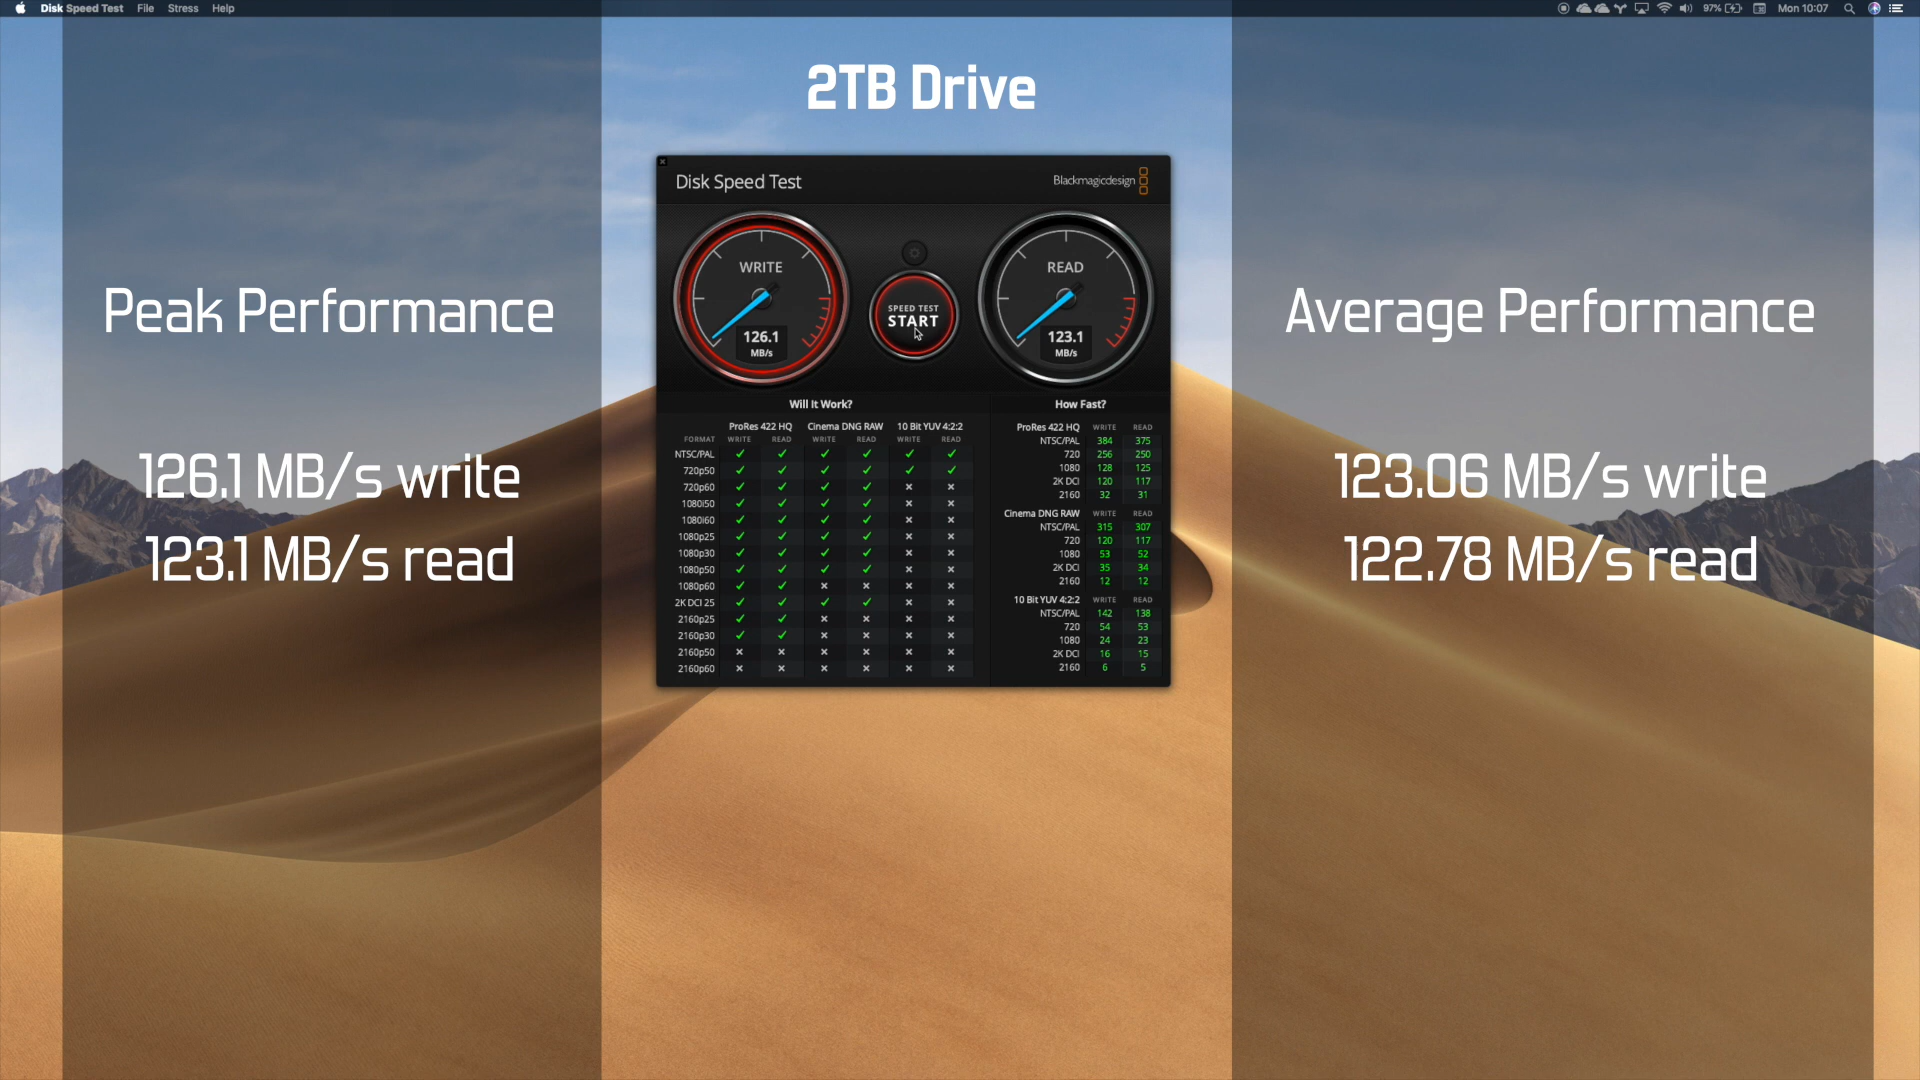 Disk Speed Test File Stress Help
97% Mon 10:07
2TB Drive
Peak Performance
126.1 MB/s write
123.1 MB/s read
Disk Speed Test
Blackmagicdesign
WRITE
126.1
MB/s
SPEED TEST
START
READ
123.1
MB/s
Will It Work?
ProRes 422 HQ Cinema DNG RAW 10 Bit YUV 4:2:2
FORMAT WRITE READ WRITE READ WRITE READ
NTSC/PAL ✓ ✓ ✓ ✓ ✓ ✓
720p50 ✓ ✓ ✓ ✓ ✓ ✓
720p60 ✓ ✓ ✓ ✓ × ×
1080i50 ✓ ✓ ✓ ✓ × ×
1080i60 ✓ ✓ ✓ ✓ × ×
1080p25 ✓ ✓ ✓ ✓ × ×
1080p30 ✓ ✓ ✓ ✓ × ×
1080p50 ✓ ✓ ✓ ✓ × ×
1080p60 ✓ ✓ × × × ×
2K DCI 25 ✓ ✓ ✓ ✓ × ×
2160p25 ✓ ✓ × × × ×
2160p30 ✓ ✓ × × × ×
2160p50 × × × × × ×
2160p60 × × × × × ×
How Fast?
ProRes 422 HQ WRITE READ
NTSC/PAL 384 375
720 256 250
1080 128 125
2K DCI 120 117
2160 32 31
Cinema DNG RAW WRITE READ
NTSC/PAL 315 307
720 120 117
1080 53 52
2K DCI 35 34
2160 12 12
10 Bit YUV 4:2:2 WRITE READ
NTSC/PAL 142 138
720 54 53
1080 24 23
2K DCI 16 15
2160 6 5
Average Performance
123.06 MB/s write
122.78 MB/s read